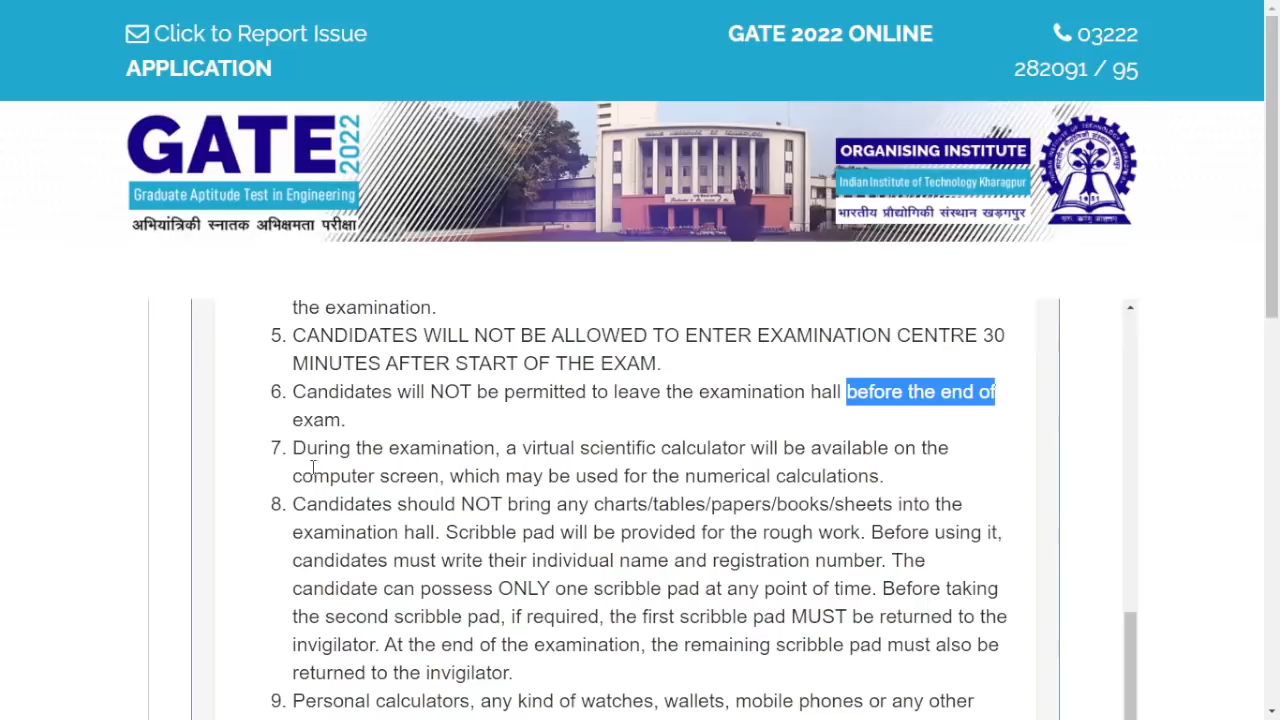 Click to Report Issue
GATE 2022 ONLINE
03222
APPLICATION
282091 / 95
GATE 2022
Graduate Aptitude Test in Engineering
अभियांत्रिकी स्नातक अभिक्षमता परीक्षा
ORGANISING INSTITUTE
Indian Institute of Technology Kharagpur
भारतीय प्रौद्योगिकी संस्थान खड़गपुर
1951
the examination.
5. CANDIDATES WILL NOT BE ALLOWED TO ENTER EXAMINATION CENTRE 30
MINUTES AFTER START OF THE EXAM.
6. Candidates will NOT be permitted to leave the examination hall before the end of
exam.
7. During the examination, a virtual scientific calculator will be available on the
computer screen, which may be used for the numerical calculations.
8. Candidates should NOT bring any charts/tables/papers/books/sheets into the
examination hall. Scribble pad will be provided for the rough work. Before using it,
candidates must write their individual name and registration number. The
candidate can possess ONLY one scribble pad at any point of time. Before taking
the second scribble pad, if required, the first scribble pad MUST be returned to the
invigilator. At the end of the examination, the remaining scribble pad must also be
returned to the invigilator.
9. Personal calculators, any kind of watches, wallets, mobile phones or any other